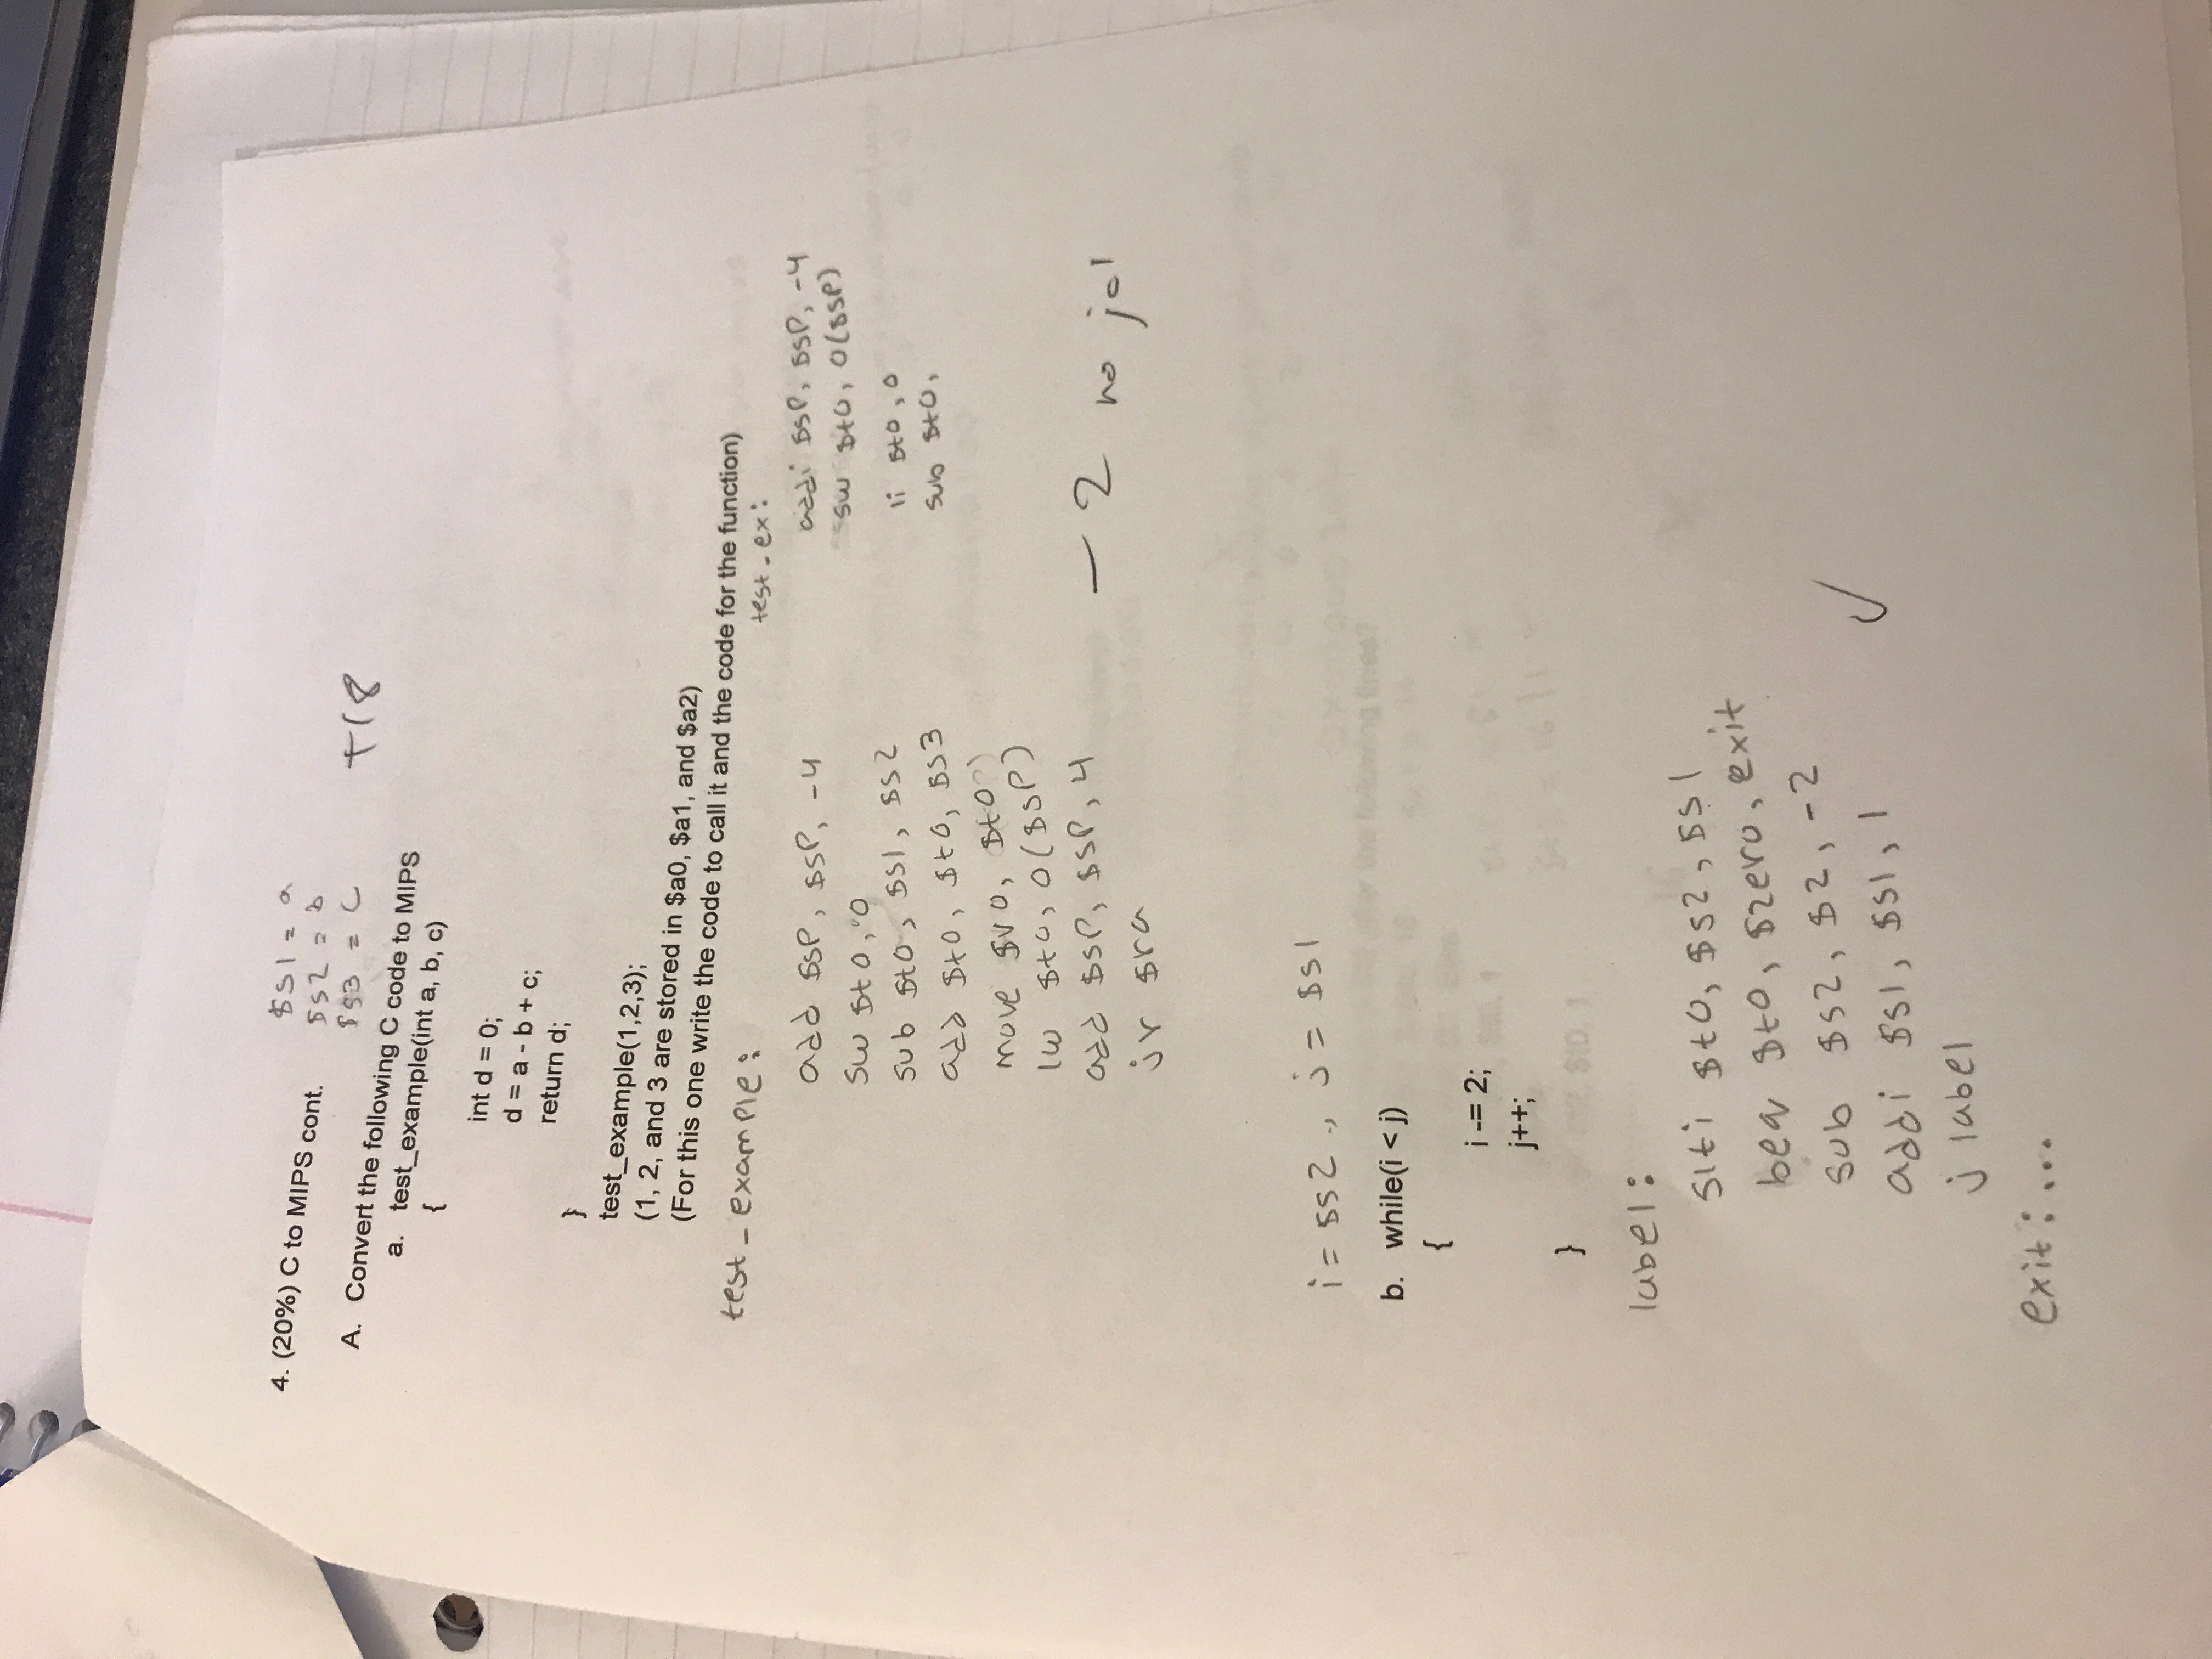 4. (20%) C to MIPS cont.
$s1 = a
$s2 = b
$s3 = c
+18
A. Convert the following C code to MIPS
a. test_example(int a, b, c)
{
int d = 0;
d = a - b + c;
return d;
}
test_example(1,2,3);
(1, 2, and 3 are stored in $a0, $a1, and $a2)
(For this one write the code to call it and the code for the function)
test_example:
add $sp, $sp, -4
sw $t0, 0
sub $t0, $s1, $s2
add $t0, $t0, $s3
move $v0, $t0
lw $t0, 0($sp)
add $sp, $sp, 4
jr $ra
test_ex:
addi $sp, $sp, -4
sw $t0, 0($sp)
li $t0, 0
sub $t0,
- 2 no jal
i = $s2, j = $s1
b. while(i < j)
{
i -= 2;
j++;
}
label:
slti $t0, $s2, $s1
beq $t0, $zero, exit
sub $s2, $2, -2
addi $s1, $s1, 1
j label
exit: ...